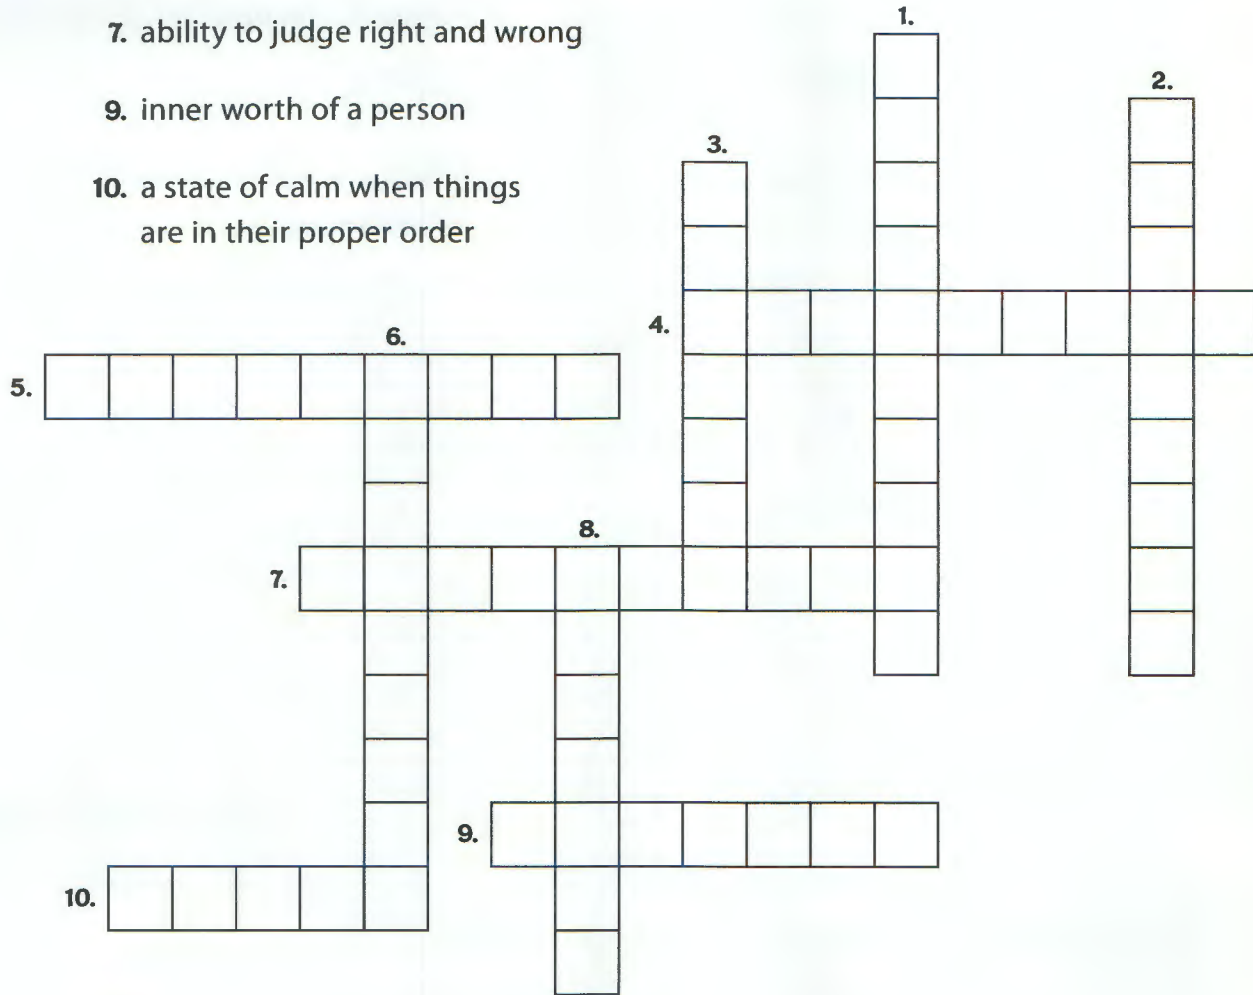 7. ability to judge right and wrong
9. inner worth of a person
10. a state of calm when things
are in their proper order
1.
2.
3.
4.
6.
5.
8.
7.
9.
10.